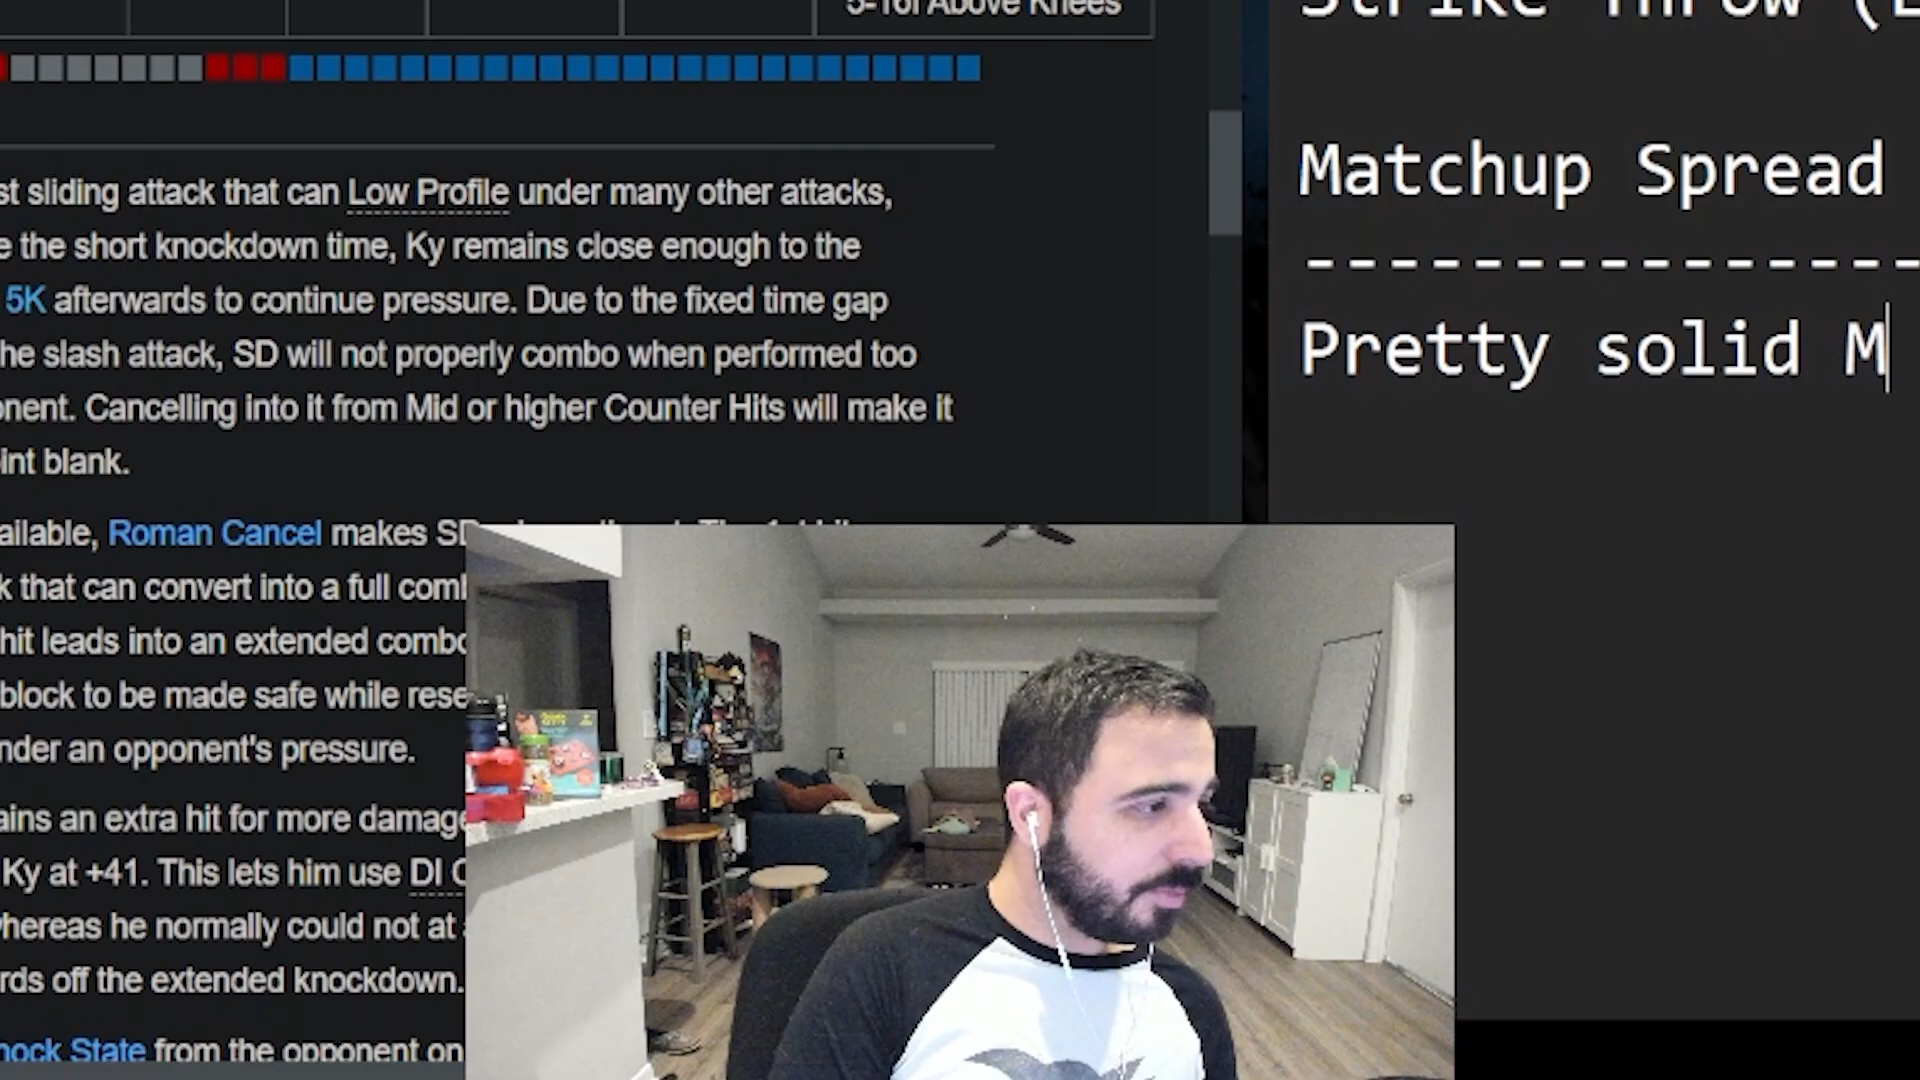 5-16f Above Knees
st sliding attack that can Low Profile under many other attacks,
e the short knockdown time, Ky remains close enough to the
5K afterwards to continue pressure. Due to the fixed time gap
he slash attack, SD will not properly combo when performed too
onent. Cancelling into it from Mid or higher Counter Hits will make it
int blank.
ailable, Roman Cancel makes SD
k that can convert into a full comb
hit leads into an extended combo
block to be made safe while rese
nder an opponent's pressure.
ains an extra hit for more damage
Ky at +41. This lets him use DI C
whereas he normally could not at a
rds off the extended knockdown.
hock State from the opponent on
Strike Throw (
Matchup Spread
----------------
Pretty solid M